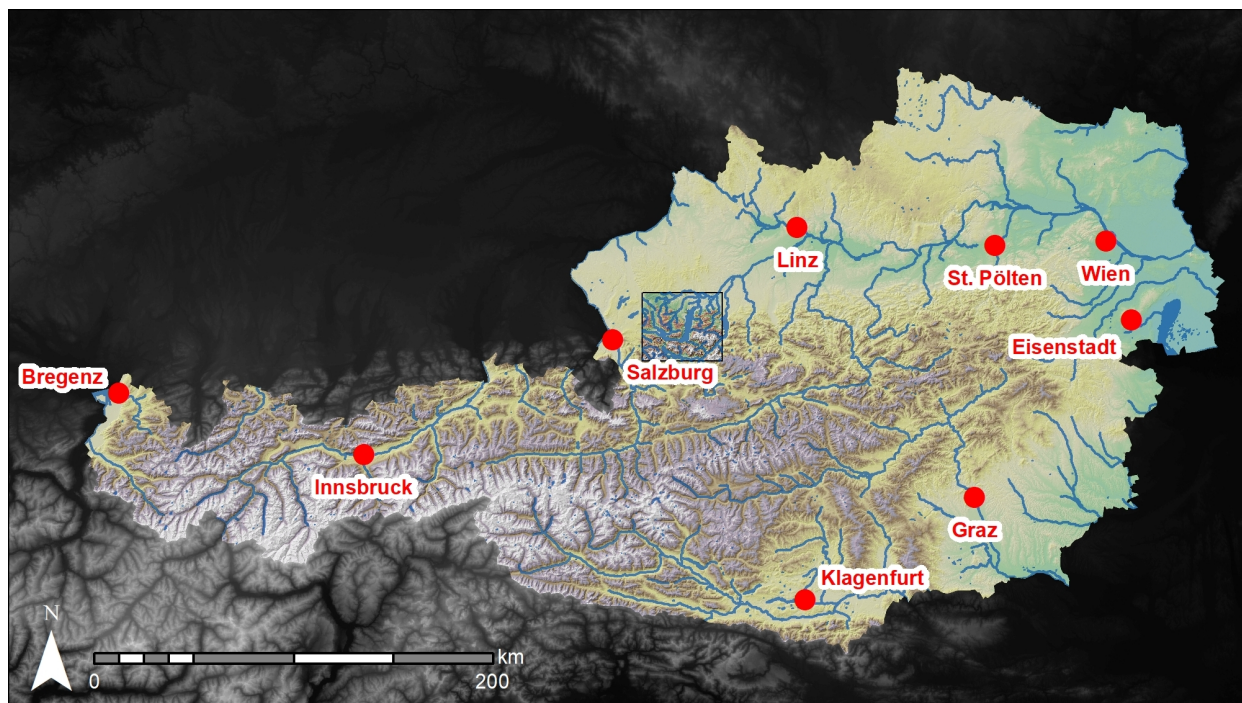 Linz
St. Pölten
Wien
Eisenstadt
Salzburg
Bregenz
Innsbruck
Graz
Klagenfurt
N
km
0 200